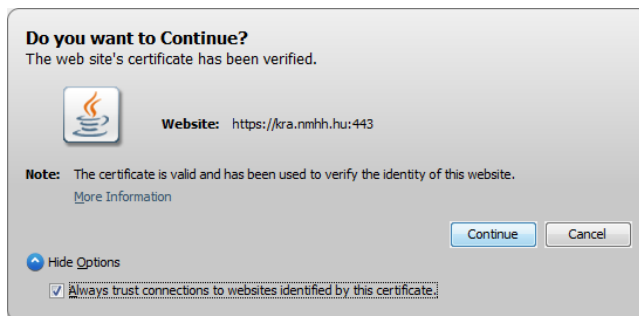 Do you want to Continue?
The web site's certificate has been verified.
Website: https://kra.nmhh.hu:443
Note: The certificate is valid and has been used to verify the identity of this website.
More Information
Continue Cancel
Hide Options
Always trust connections to websites identified by this certificate.